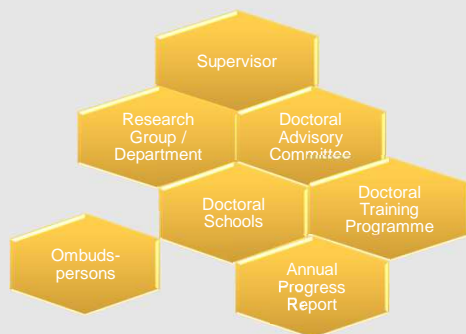 Supervisor
Research
Group /
Department
Doctoral
Advisory
Committee
Doctoral
Schools
Doctoral
Training
Programme
Ombuds-
persons
Annual
Progress
Report